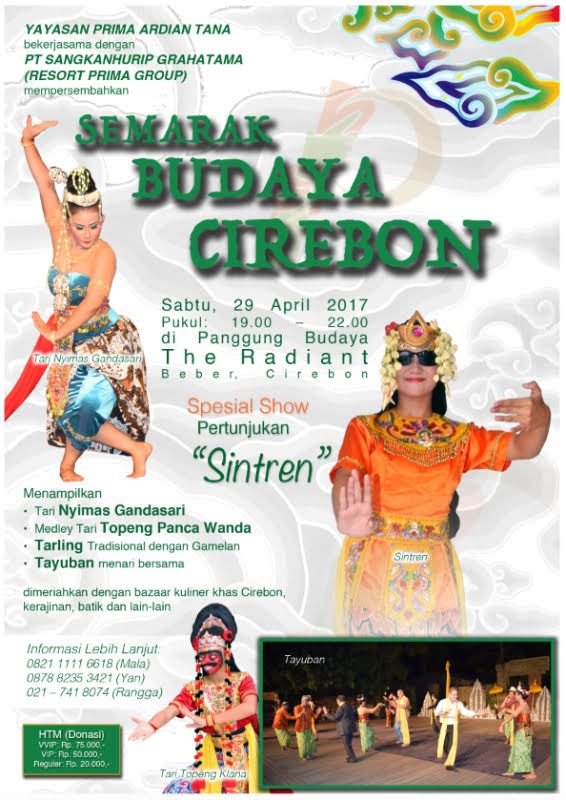 YAYASAN PRIMA ARDIAN TANA
bekerjasama dengan
PT SANGKANHURIP GRAHATAMA
(RESORT PRIMA GROUP)
mempersembahkan
SEMARAK
BUDAYA
CIREBON
Sabtu, 29 April 2017
Pukul: 19.00 – 22.00
di Panggung Budaya
The Radiant
Beber, Cirebon
Tari Nyimas Gandasari
Spesial Show
Pertunjukan
“Sintren”
Menampilkan
• Tari Nyimas Gandasari
• Medley Tari Topeng Panca Wanda
• Tarling Tradisional dengan Gamelan
• Tayuban menari bersama
Sintren
dimeriahkan dengan bazaar kuliner khas Cirebon,
kerajinan, batik dan lain-lain
Informasi Lebih Lanjut:
0821 1111 6618 (Mala)
0878 8235 3421 (Yan)
021 – 741 8074 (Rangga)
Tayuban
HTM (Donasi)
VVIP: Rp. 75.000,-
VIP: Rp. 50.000,-
Reguler: Rp. 20.000,-
Tari Topeng Klana